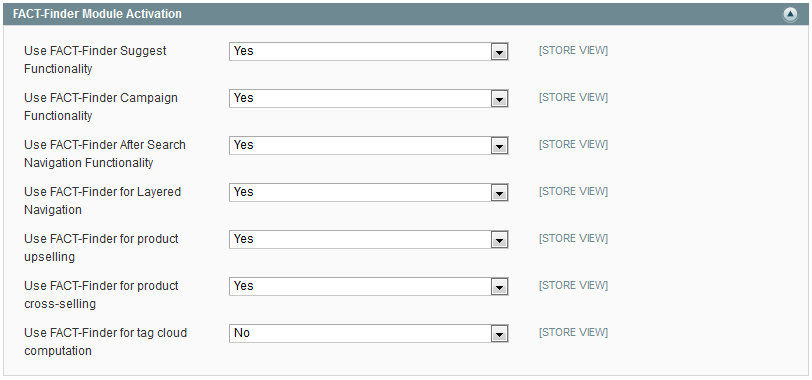 FACT-Finder Module Activation
Use FACT-Finder Suggest Functionality Yes [STORE VIEW]
Use FACT-Finder Campaign Functionality Yes [STORE VIEW]
Use FACT-Finder After Search Navigation Functionality Yes [STORE VIEW]
Use FACT-Finder for Layered Navigation Yes [STORE VIEW]
Use FACT-Finder for product upselling Yes [STORE VIEW]
Use FACT-Finder for product cross-selling Yes [STORE VIEW]
Use FACT-Finder for tag cloud computation No [STORE VIEW]